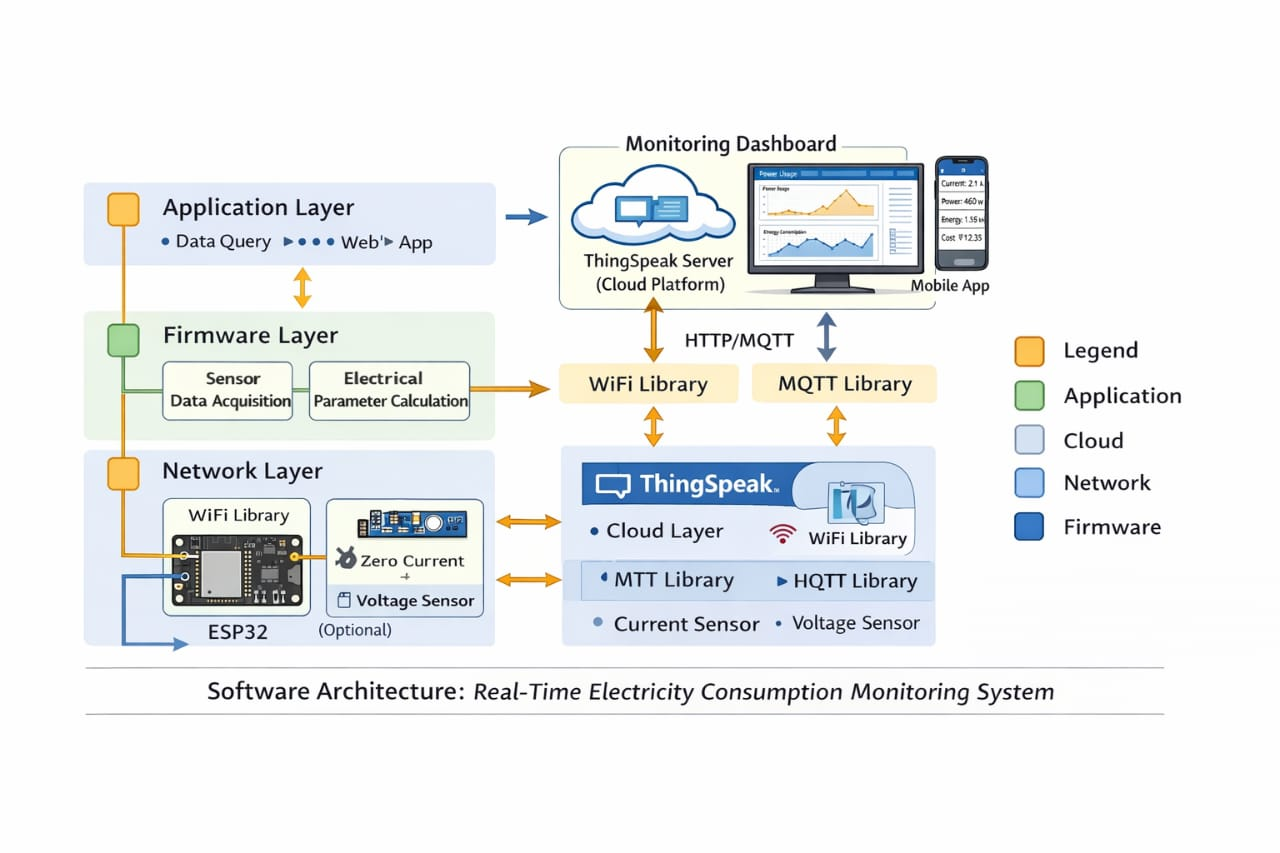 Monitoring Dashboard
Application Layer
• Data Query ▶•••• Web'▶ App
ThingSpeak Server
(Cloud Platform)
Power Usage
Power Usage
Energy Consumption
Current: 2.1
Power: 460 w
Energy: 1.55
Cost ₹12.35
Mobile App
Firmware Layer
Sensor
Data Acquisition
Electrical
Parameter Calculation
HTTP/MQTT
WiFi Library
MQTT Library
Legend
Application
Cloud
Network
Firmware
Network Layer
WiFi Library
ESP32
Zero Current
+
Voltage Sensor
(Optional)
ThingSpeak
• Cloud Layer
WiFi Library
MTT Library
▶ HQTT Library
• Current Sensor
• Voltage Sensor
Software Architecture: Real-Time Electricity Consumption Monitoring System